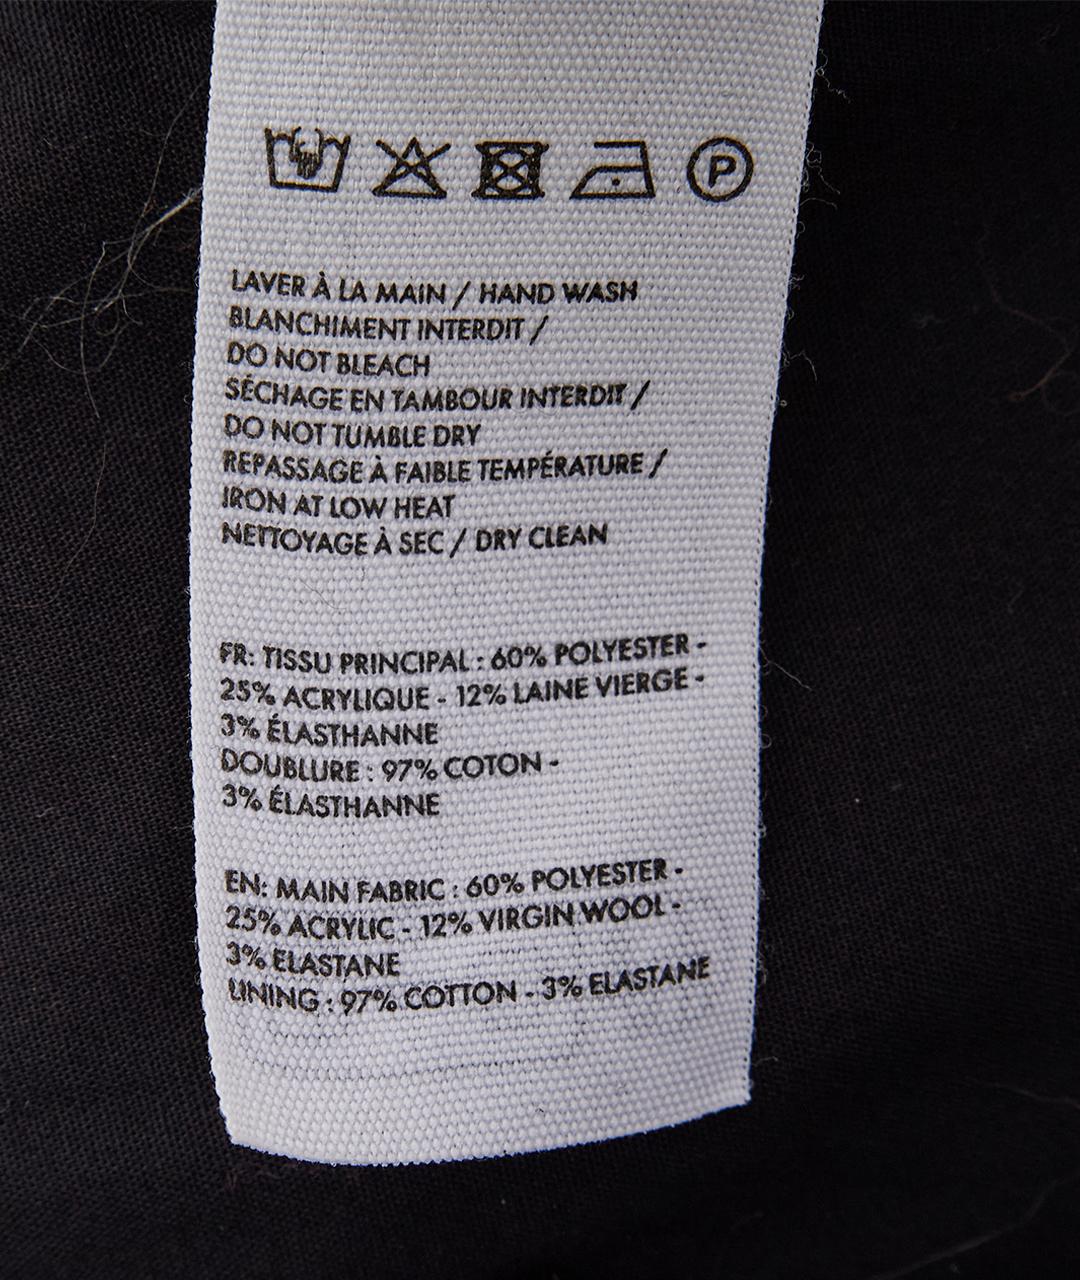 P
LAVER À LA MAIN / HAND WASH
BLANCHIMENT INTERDIT /
DO NOT BLEACH
SÉCHAGE EN TAMBOUR INTERDIT /
DO NOT TUMBLE DRY
REPASSAGE À FAIBLE TEMPÉRATURE /
IRON AT LOW HEAT
NETTOYAGE À SEC / DRY CLEAN
FR: TISSU PRINCIPAL : 60% POLYESTER -
25% ACRYLIQUE - 12% LAINE VIERGE -
3% ÉLASTHANNE
DOUBLURE : 97% COTON -
3% ÉLASTHANNE
EN: MAIN FABRIC : 60% POLYESTER -
25% ACRYLIC - 12% VIRGIN WOOL -
3% ELASTANE
LINING : 97% COTTON - 3% ELASTANE